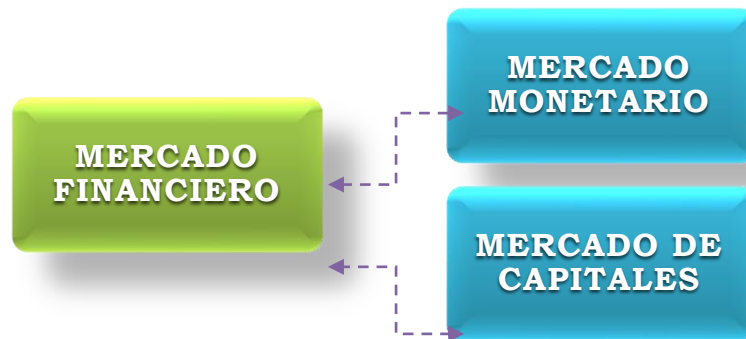 MERCADO
FINANCIERO
MERCADO
MONETARIO
MERCADO DE
CAPITALES